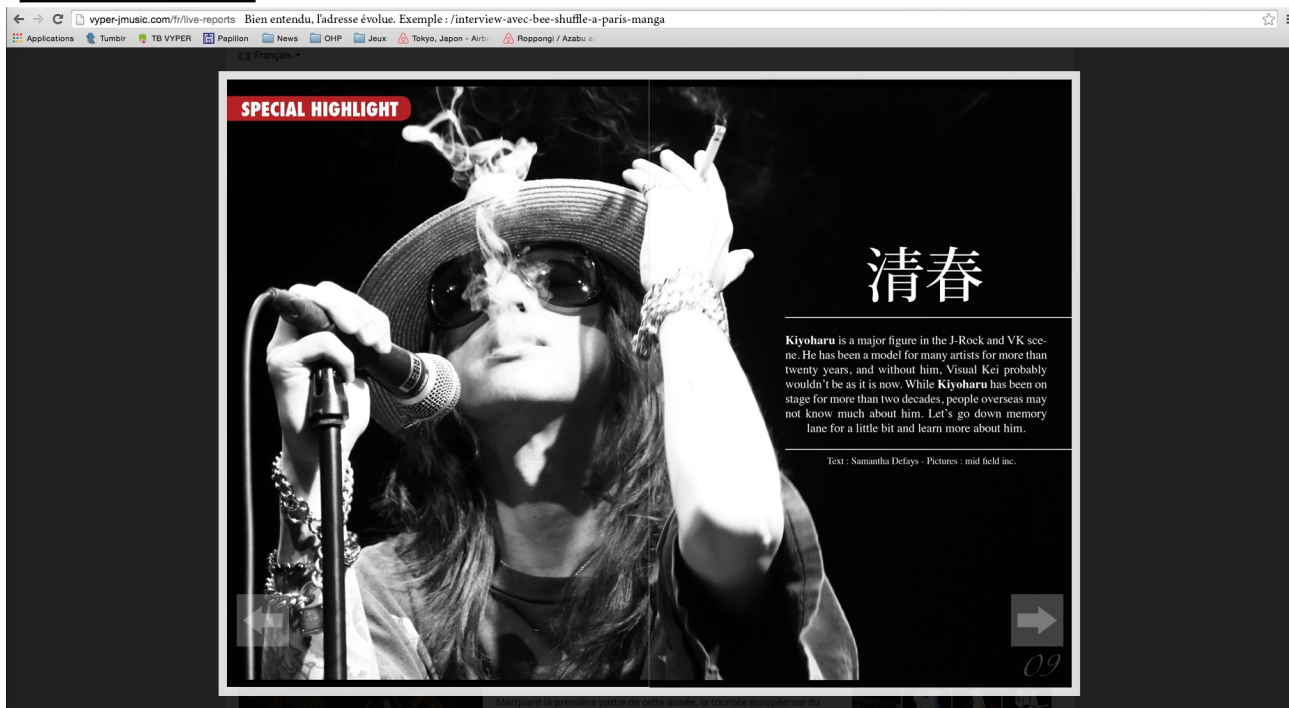 vyper-jmusic.com/fr/live-reports Bien entendu, l'adresse évolue. Exemple : /interview-avec-bee-shuffle-a-paris-manga
Applications Tumblr TB VYPER Papillon News OHP Jeux Tokyo, Japon - Airbn Roppongi / Azabu a
Français
SPECIAL HIGHLIGHT
清春
Kiyoharu is a major figure in the J-Rock and VK sce-
ne. He has been a model for many artists for more than
twenty years, and without him, Visual Kei probably
wouldn't be as it is now. While Kiyoharu has been on
stage for more than two decades, people overseas may
not know much about him. Let's go down memory
lane for a little bit and learn more about him.
Text : Samantha Defays - Pictures : mid field inc.
09
Marquant la première partie de cette année, la tournée européenne du